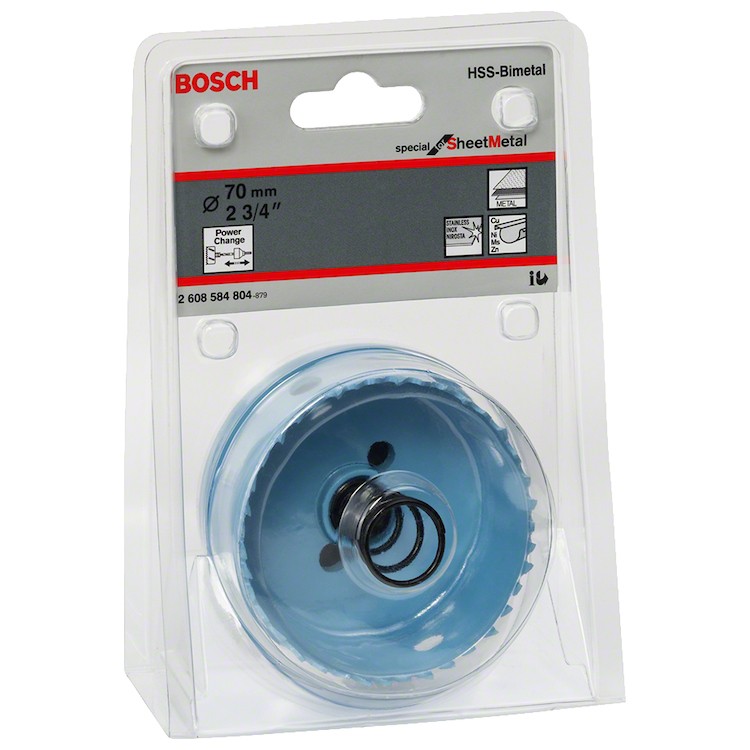 BOSCH
HSS-Bimetal
special for SheetMetal
Ø 70 mm
2 3/4"
METAL
Power
Change
STAINLESS
INOX
NIROSTA
Cu
Ni
Ms
Zn
2 608 584 804-879